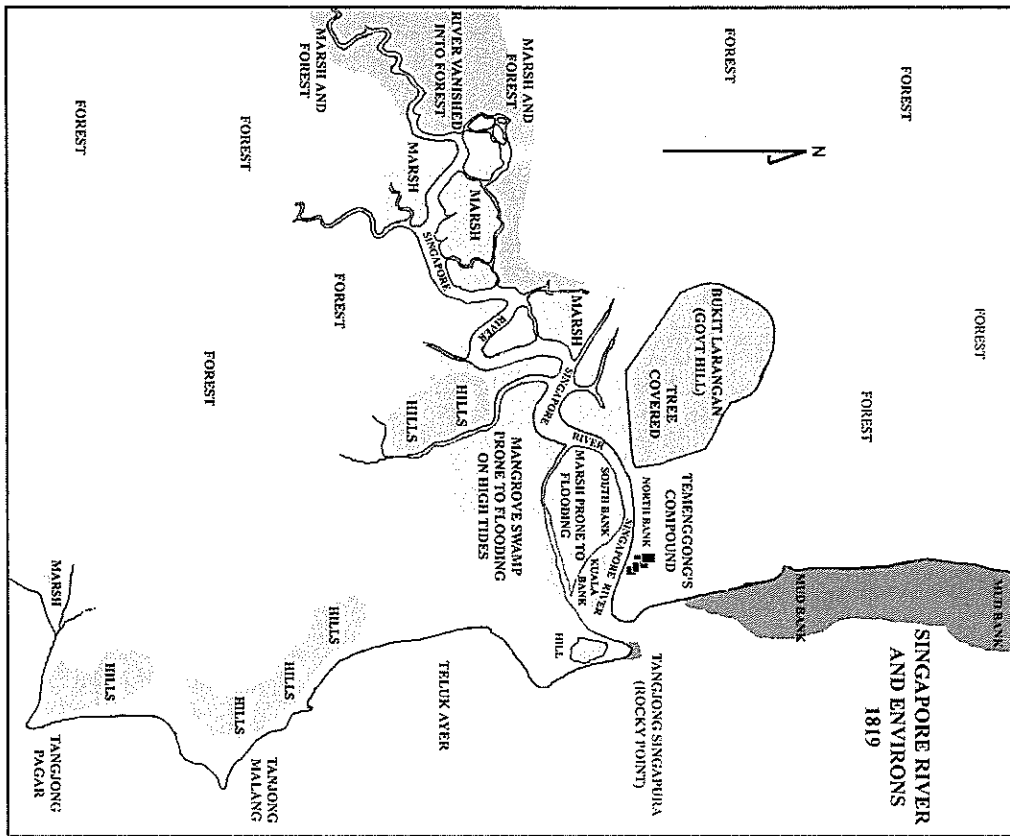 SINGAPORE RIVER
AND ENVIRONS
1819
N
FOREST
FOREST
FOREST
FOREST
MUD BANK
MUD BANK
BUKIT LARANGAN
(GOVT HILL)
TREE
COVERED
TEMENGGONG'S
COMPOUND
NORTH BANK
TANGJONG SINGAPURA
(ROCKY POINT)
MARSH AND
FOREST
RIVER VANISHED
INTO FOREST
MARSH AND
FOREST
MARSH
MARSH
MARSH
SINGAPORE
RIVER
SINGAPORE
RIVER
SINGAPORE RIVER
SOUTH BANK
MARSH PRONE TO
FLOODING
KUALA
BANK
HILL
MANGROVE SWAMP
PRONE TO FLOODING
ON HIGH TIDES
HILLS
HILLS
FOREST
FOREST
FOREST
FOREST
TELUK AYER
HILLS
HILLS
HILLS
HILLS
TANJONG
MALANG
MARSH
TANGJONG
PAGAR